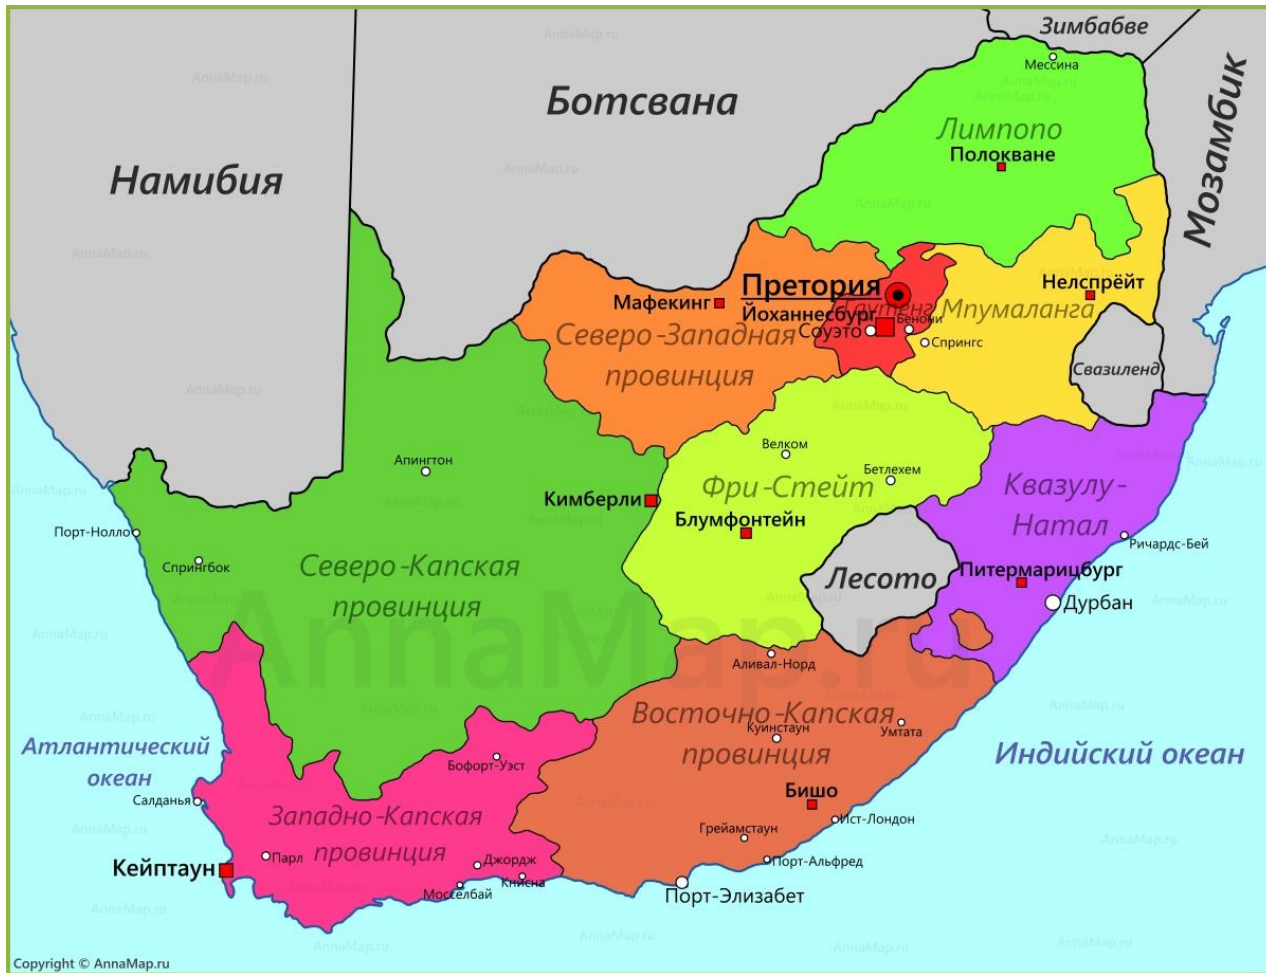 Зимбабве
Мессина
Ботсвана
Мозамбик
Лимпопо
Полокване
Намибия
Претория
Нелспрёйт
Мафекинг
Гаутенг
Мпумаланга
Йоханнесбург
Бенони
Соуэто
Северо-Западная
провинция
Спрингс
Свазиленд
Велком
Апингтон
Бетлехем
Фри-Стейт
Квазулу-
Натал
Кимберли
Блумфонтейн
Порт-Нолло
Ричардс-Бей
Спрингбок
Северо-Капская
провинция
Лесото
Питермарицбург
Дурбан
AnnaMap.ru
Аливал-Норд
Восточно-Капская
провинция
Куинстаун
Умтата
Атлантический
океан
Индийский океан
Бофорт-Уэст
Салданья
Бишо
Западно-Капская
провинция
Ист-Лондон
Грейамстаун
Парл
Джордж
Порт-Альфред
Кейптаун
Моссёлбай
Книсна
Порт-Элизабет
Copyright © AnnaMap.ru